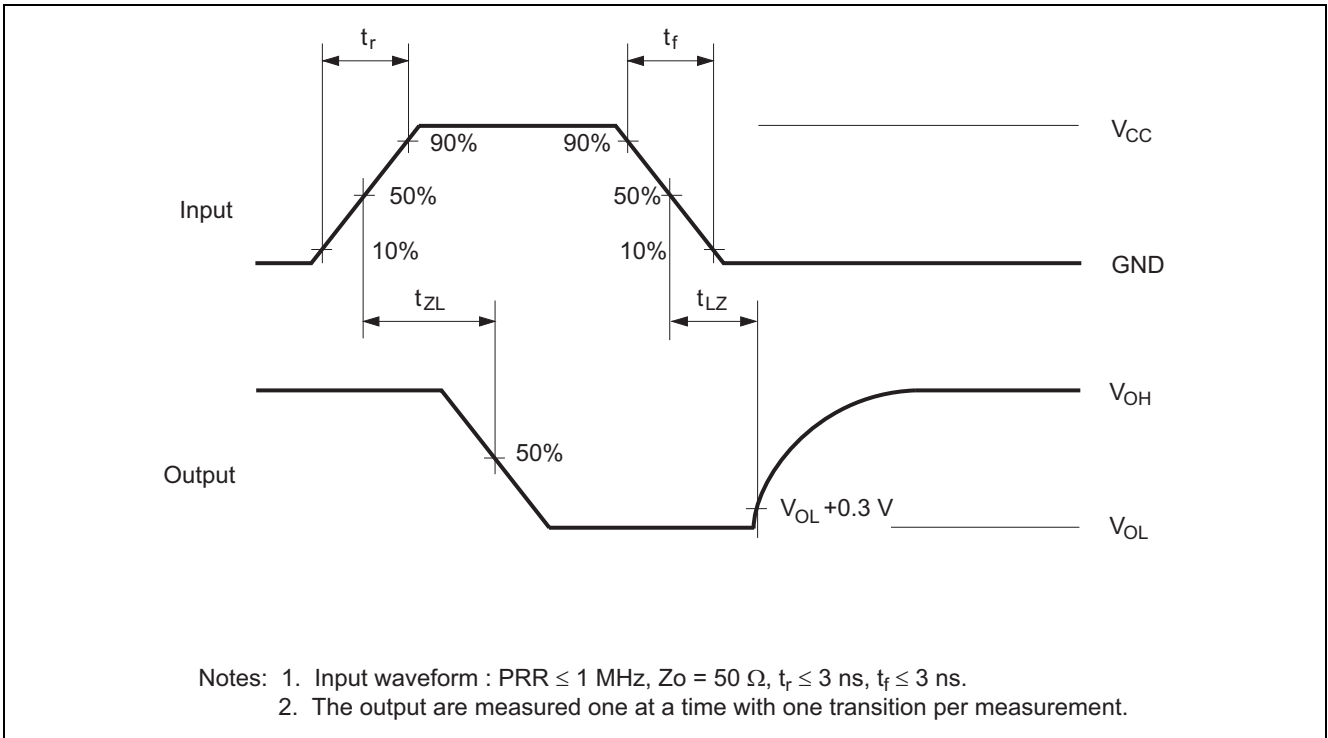 tr
tf
90%
90%
VCC
50%
50%
Input
10%
10%
GND
tZL
tLZ
VOH
50%
Output
VOL +0.3 V
VOL
Notes: 1. Input waveform : PRR ≤ 1 MHz, Zo = 50 Ω, tr ≤ 3 ns, tf ≤ 3 ns.
2. The output are measured one at a time with one transition per measurement.